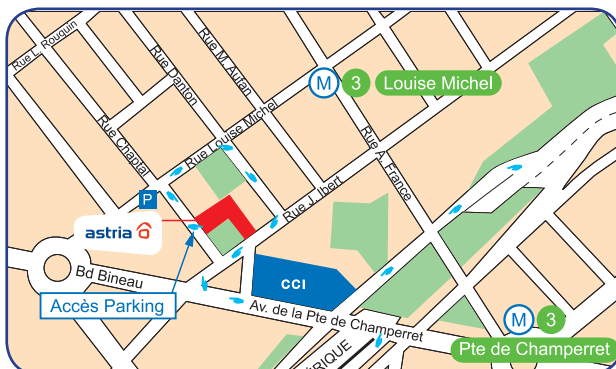 Rue L. Rouquin
Rue Danton
Rue M. Aufan
M 3 Louise Michel
Rue Louise Michel
Rue Chaptal
Rue A. France
P
Rue J. Ibert
astria
Bd Bineau
CCI
Accès Parking
Av. de la Pte de Champerret
M 3
Pte de Champerret